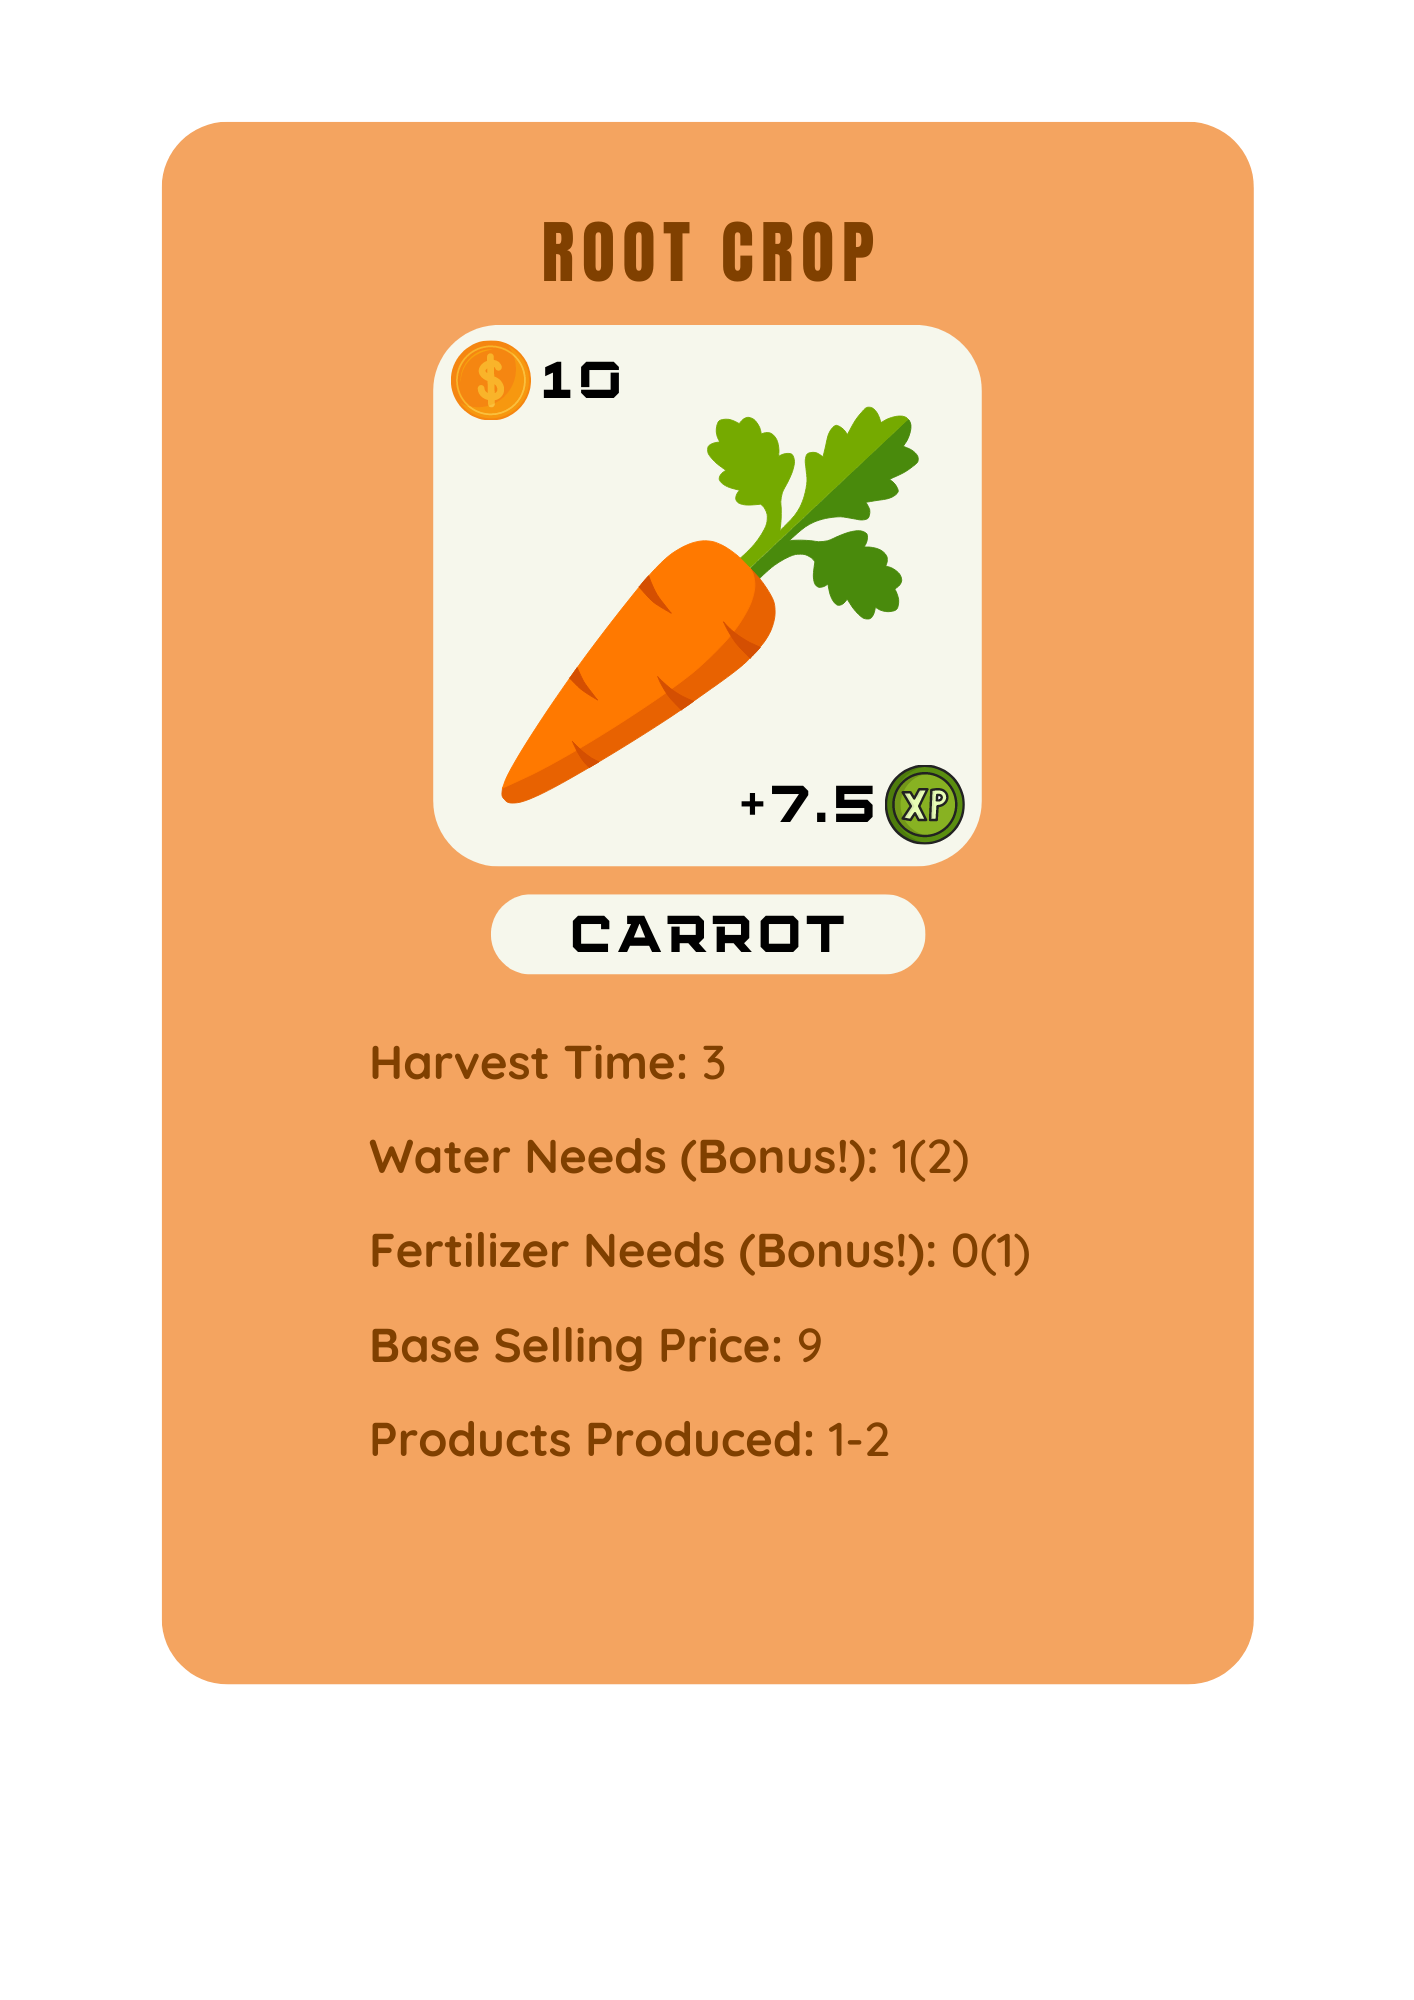 ROOT CROP
$ 10
+7.5 XP
CARROT
Harvest Time: 3
Water Needs (Bonus!): 1(2)
Fertilizer Needs (Bonus!): 0(1)
Base Selling Price: 9
Products Produced: 1-2